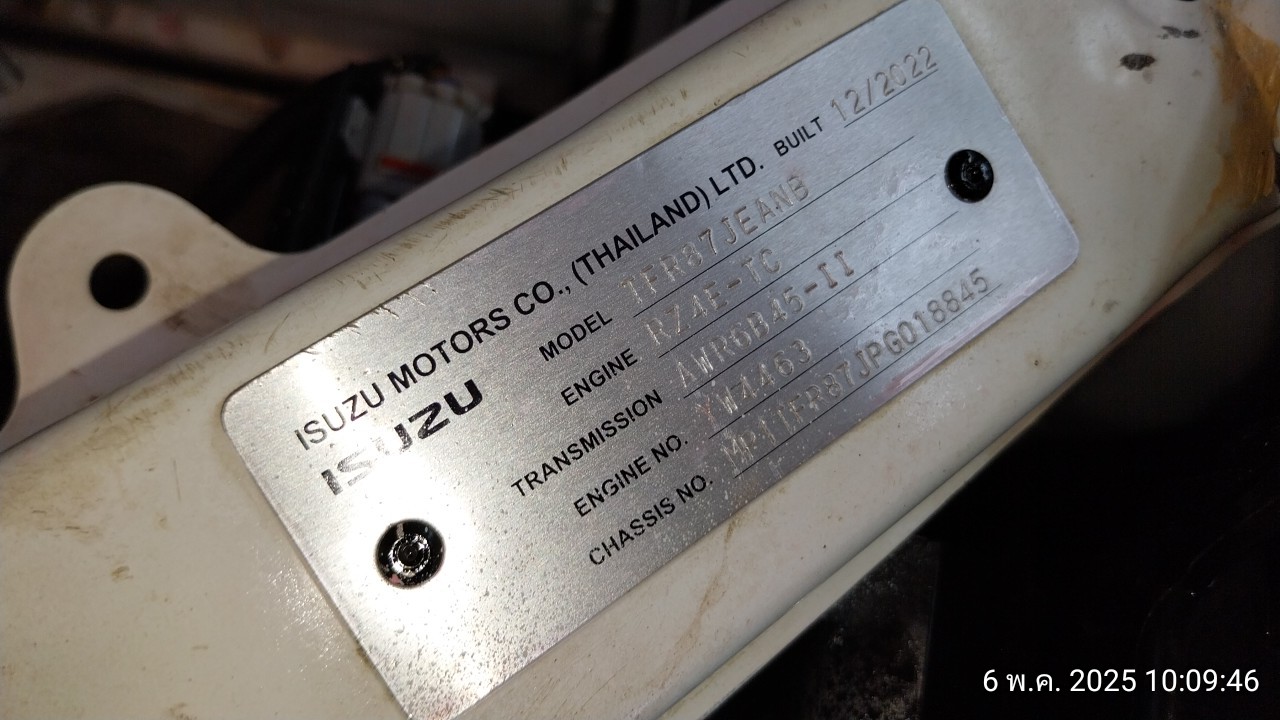 ISUZU MOTORS CO., (THAILAND) LTD. BUILT 12/2022
ISUZU
MODEL TFR87JEANB
ENGINE RZ4E-TC
TRANSMISSION AWR6B45-II
ENGINE NO. YW4463
CHASSIS NO. MP1TFR87JPG018845
6 พ.ค. 2025 10:09:46